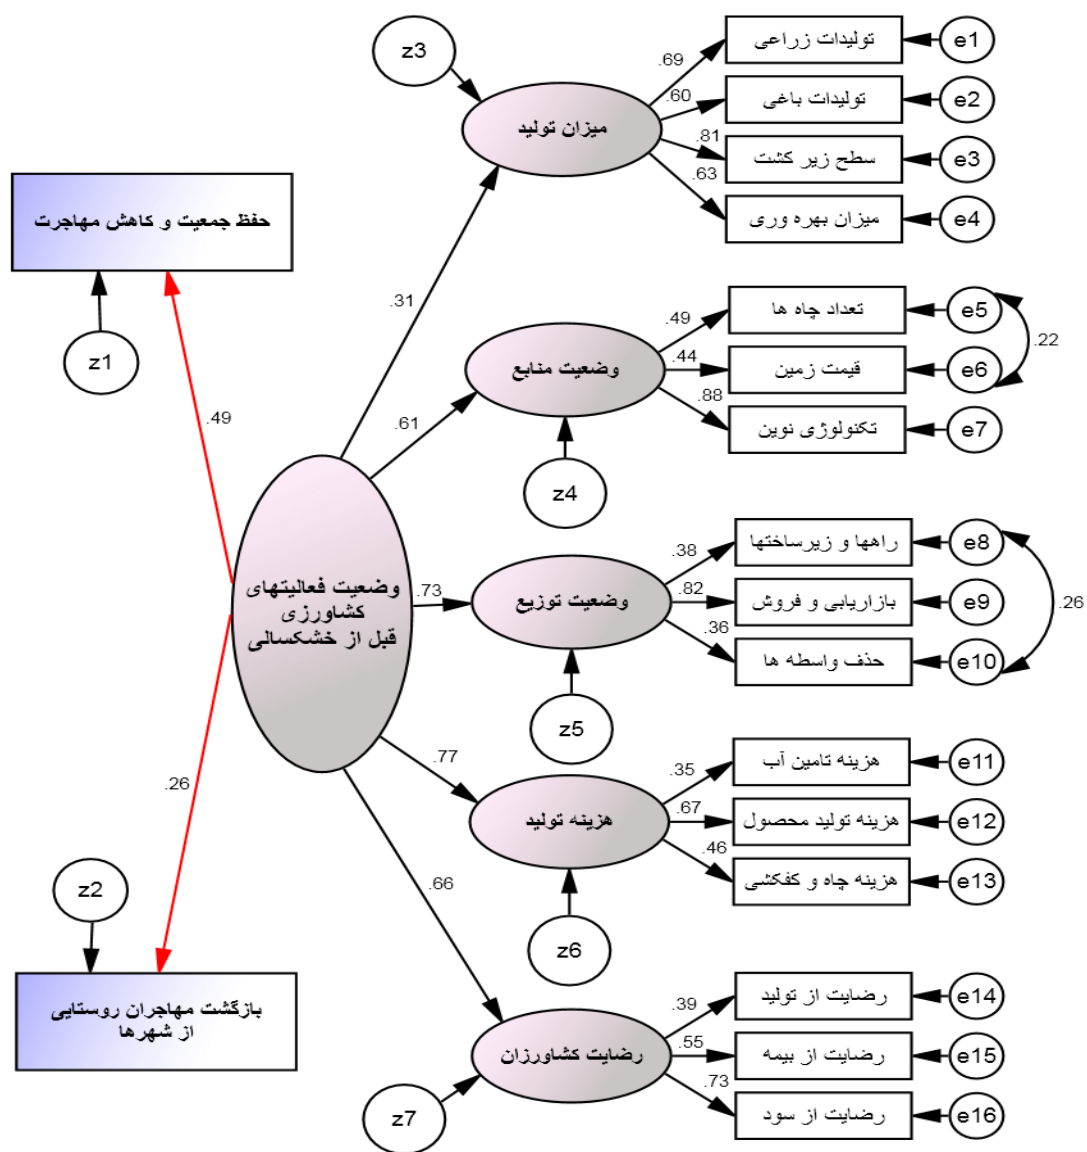 z3
میزان تولید
.69
تولیدات زراعی
e1
.60
تولیدات باغی
e2
.81
سطح زیر کشت
e3
.63
میزان بهره وری
e4
حفظ جمعیت و کاهش مهاجرت
z1
.49
.31
.61
وضعیت منابع
z4
.49
تعداد چاه ها
e5
.44
قیمت زمین
e6
.22
.88
تکنولوژی نوین
e7
وضعیت فعالیتهای
کشاورزی
قبل از خشکسالی
.73
وضعیت توزیع
z5
.38
راهها و زیرساختها
e8
.82
بازاریابی و فروش
e9
.26
.36
حذف واسطه ها
e10
.77
هزینه تولید
z6
.35
هزینه تامین آب
e11
.67
هزینه تولید محصول
e12
.46
هزینه چاه و کفکشی
e13
.26
z2
بازگشت مهاجران روستایی
از شهرها
.66
رضایت کشاورزان
z7
.39
رضایت از تولید
e14
.55
رضایت از بیمه
e15
.73
رضایت از سود
e16